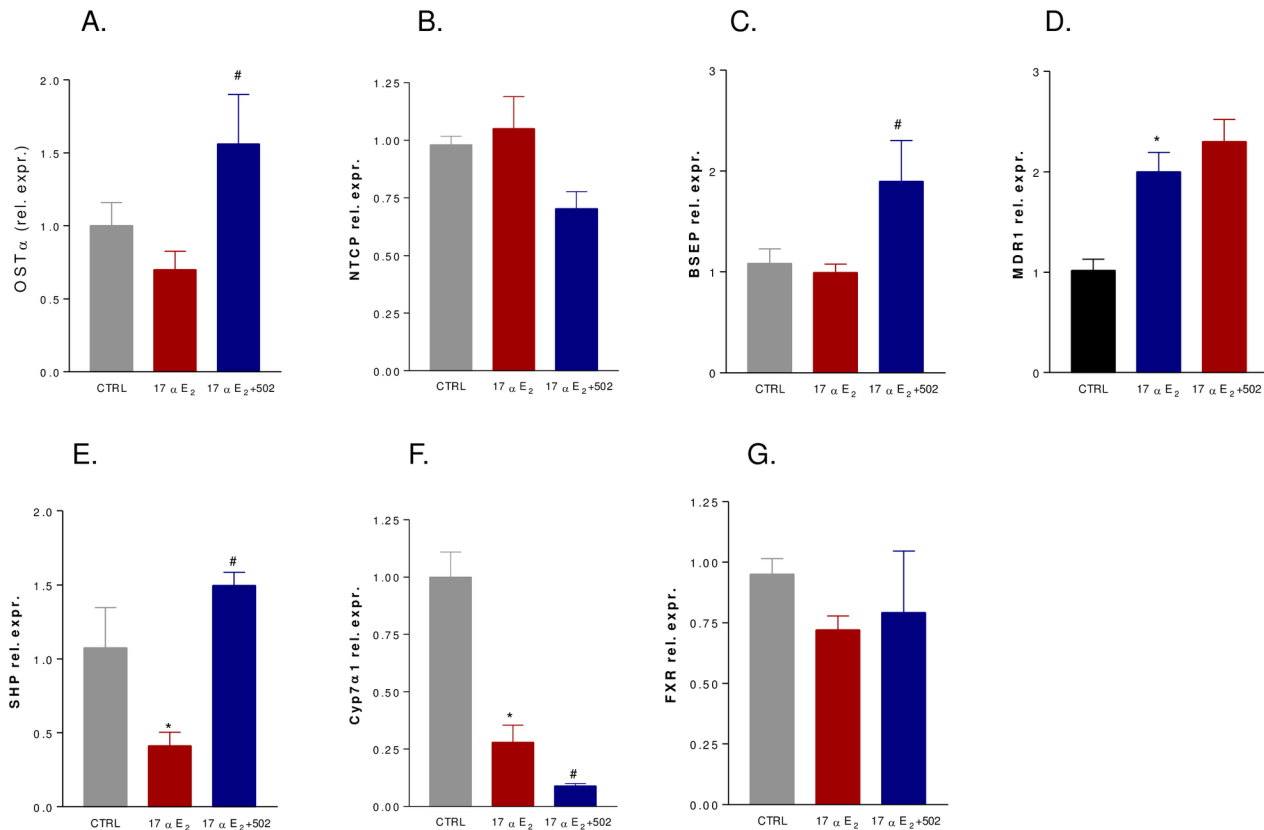 A.
OSTα (rel. expr.)
2.0
1.5
1.0
0.5
0.0
#
CTRL 17 α E2 17 α E2+502
B.
NTCP rel. expr.
1.25
1.00
0.75
0.50
0.25
0.00
CTRL 17 α E2 17 α E2+502
C.
BSEP rel. expr.
3
2
1
0
#
CTRL 17 α E2 17 α E2+502
D.
MDR1 rel. expr.
3
2
1
0
*
CTRL 17 α E2 17 α E2+502
E.
SHP rel. expr.
2.0
1.5
1.0
0.5
0.0
*
#
CTRL 17 α E2 17 α E2+502
F.
Cyp7α1 rel. expr.
1.25
1.00
0.75
0.50
0.25
0.00
*
#
CTRL 17 α E2 17 α E2+502
G.
FXR rel. expr.
1.25
1.00
0.75
0.50
0.25
0.00
CTRL 17 α E2 17 α E2+502